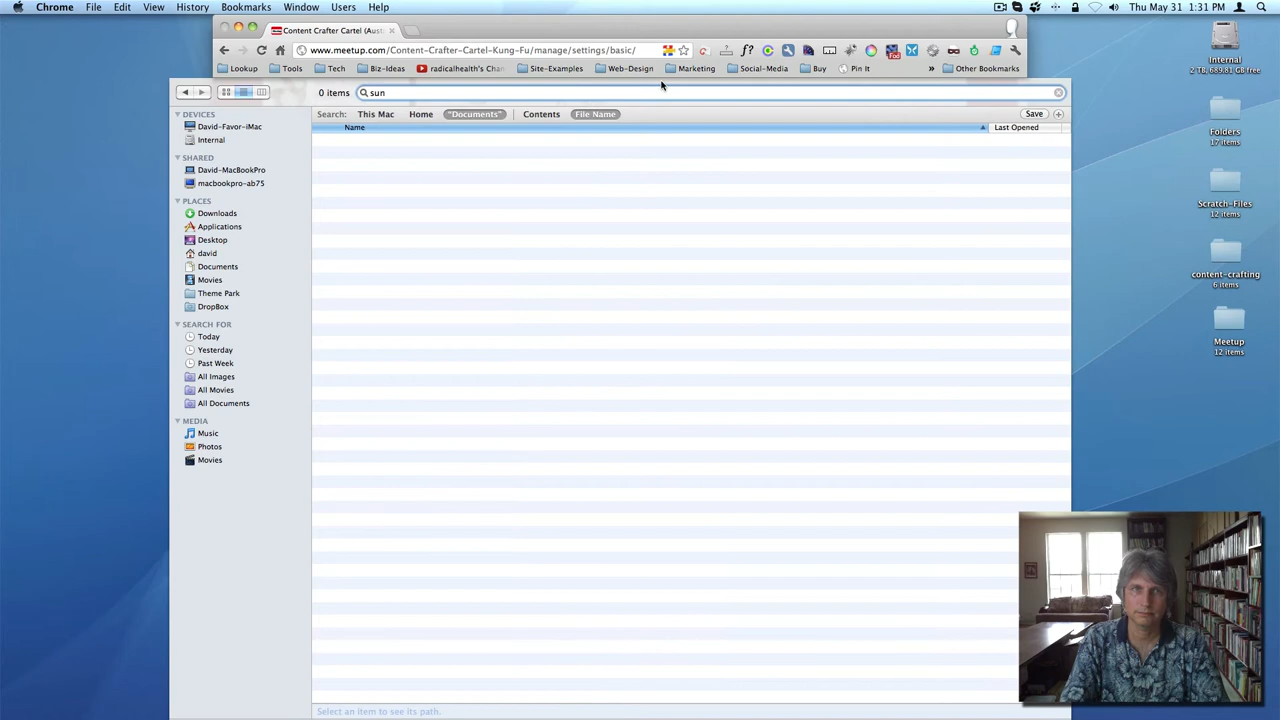 Chrome File Edit View History Bookmarks Window Users Help
Thu May 31 1:31 PM
Content Crafter Cartel (Aust
www.meetup.com/Content-Crafter-Cartel-Kung-Fu/manage/settings/basic/
f?
Lookup Tools Tech Biz-Ideas radicalhealth's Chan Site-Examples Web-Design Marketing Social-Media Buy Pin It » Other Bookmarks
0 items sun
Search: This Mac Home "Documents" Contents File Name Save
Name Last Opened
DEVICES
David-Favor-iMac
Internal
SHARED
David-MacBookPro
macbookpro-ab75
PLACES
Downloads
Applications
Desktop
david
Documents
Movies
Theme Park
DropBox
SEARCH FOR
Today
Yesterday
Past Week
All Images
All Movies
All Documents
MEDIA
Music
Photos
Movies
Select an item to see its path.
Internal
2 TB, 689.81 GB free
Folders
17 items
Scratch-Files
12 items
content-crafting
6 items
Meetup
12 items